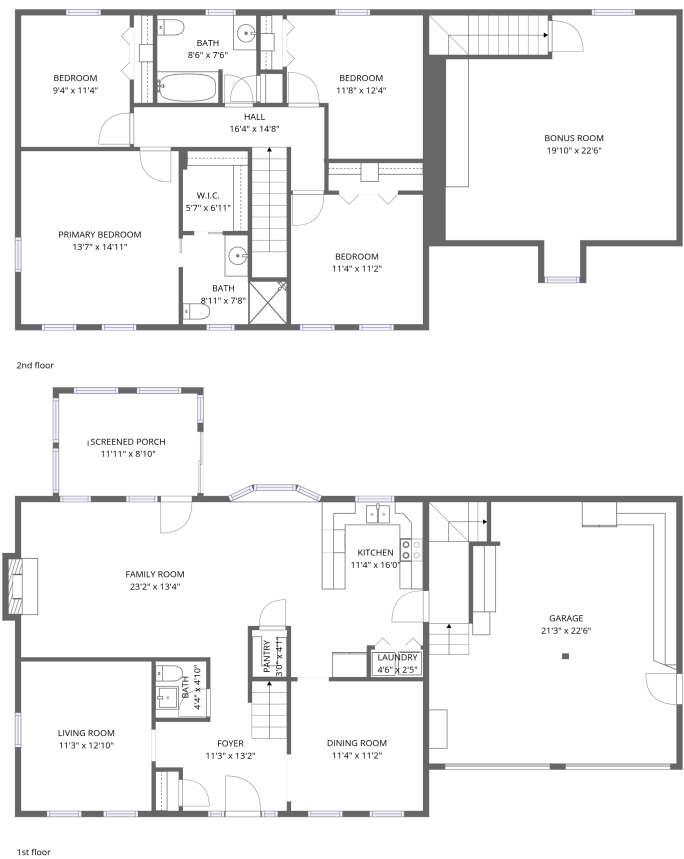 BATH
8'6" x 7'6"
BEDROOM
9'4" x 11'4"
BEDROOM
11'8" x 12'4"
HALL
16'4" x 14'8"
BONUS ROOM
19'10" x 22'6"
W.I.C.
5'7" x 6'11"
PRIMARY BEDROOM
13'7" x 14'11"
BEDROOM
11'4" x 11'2"
BATH
8'11" x 7'8"
2nd floor
SCREENED PORCH
11'11" x 8'10"
KITCHEN
11'4" x 16'0"
FAMILY ROOM
23'2" x 13'4"
GARAGE
21'3" x 22'6"
PANTRY
3'0" x 4'1"
LAUNDRY
4'6" x 2'5"
BATH
4'4" x 4'10"
LIVING ROOM
11'3" x 12'10"
FOYER
11'3" x 13'2"
DINING ROOM
11'4" x 11'2"
1st floor